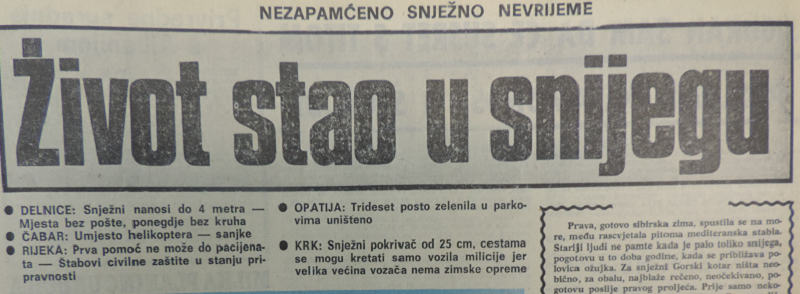 NEZAPAMĆENO SNJEŽNO NEVRIJEME
Život stao u snijegu
● DELNICE: Snježni nanosi do 4 metra —
Mjesta bez pošte, ponegdje bez kruha
● ČABAR: Umjesto helikoptera — sanjke
● RIJEKA: Prva pomoć ne može do pacijena-
ta — Štabovi civilne zaštite u stanju pri-
pravnosti
● OPATIJA: Trideset posto zelenila u parko-
vima uništeno
● KRK: Snježni pokrivač od 25 cm, cestama
se mogu kretati samo vozila milicije jer
velika većina vozača nema zimske opreme
Prava, gotovo sibirska zima, spustila se na mo-
re, među rascvjetala pitoma mediteranska stabla.
Stariji ljudi ne pamte kada je palo toliko snijega,
pogotovu u to doba godine, kada se približava po-
lovica ožujka. Za snježni Gorski kotar ništa neo-
bično, za obalu, najblaže rečeno, neočekivano, po-
gotovu poslije pravog proljeća. Prije samo neko-